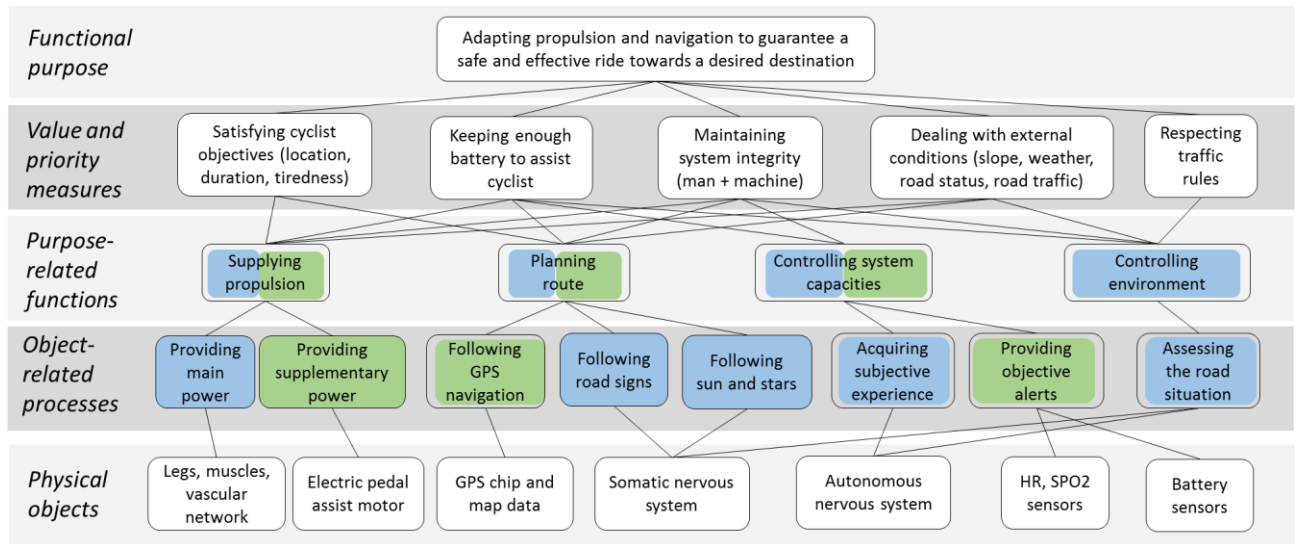 Functional
purpose
Adapting propulsion and navigation to guarantee a
safe and effective ride towards a desired destination
Value and
priority
measures
Satisfying cyclist
objectives (location,
duration, tiredness)
Keeping enough
battery to assist
cyclist
Maintaining
system integrity
(man + machine)
Dealing with external
conditions (slope, weather,
road status, road traffic)
Respecting
traffic
rules
Purpose-
related
functions
Supplying
propulsion
Planning
route
Controlling system
capacities
Controlling
environment
Object-
related
processes
Providing
main
power
Providing
supplementary
power
Following
GPS
navigation
Following
road signs
Following
sun and stars
Acquiring
subjective
experience
Providing
objective
alerts
Assessing
the road
situation
Physical
objects
Legs, muscles,
vascular
network
Electric pedal
assist motor
GPS chip and
map data
Somatic nervous
system
Autonomous
nervous system
HR, SPO2
sensors
Battery
sensors